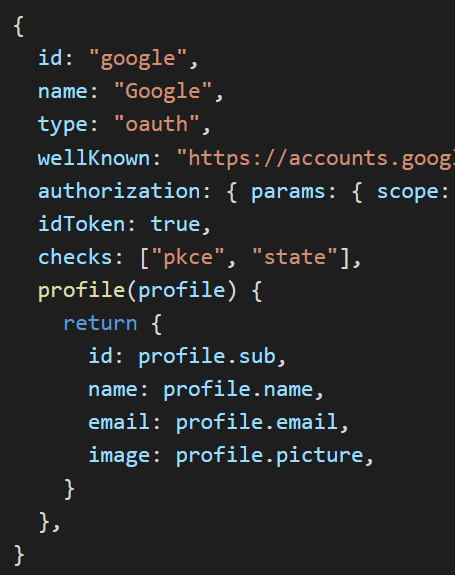 {
  id: "google",
  name: "Google",
  type: "oauth",
  wellKnown: "https://accounts.googl
  authorization: { params: { scope:
  idToken: true,
  checks: ["pkce", "state"],
  profile(profile) {
    return {
      id: profile.sub,
      name: profile.name,
      email: profile.email,
      image: profile.picture,
    }
  },
}